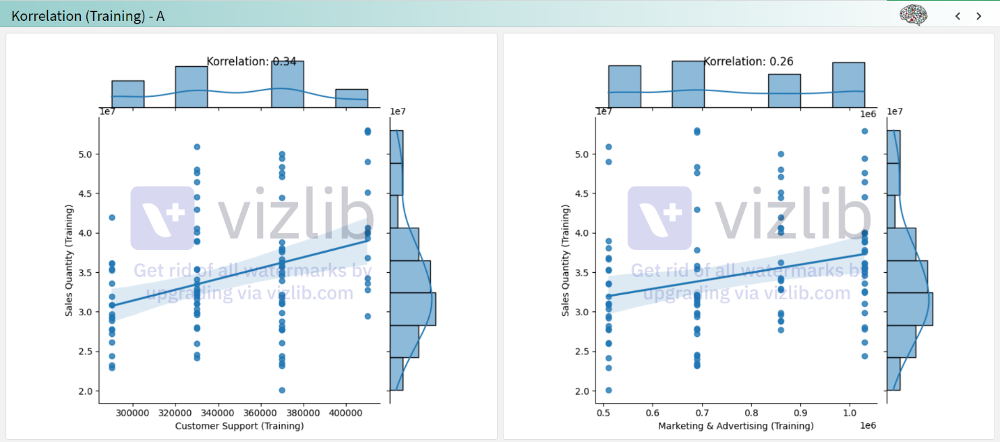 Korrelation (Training) - A
Korrelation: 0.34
1e7
1e7
5.0
4.5
4.0
3.5
3.0
2.5
2.0
Sales Quantity (Training)
vizlib
Get rid of all watermarks by
upgrading via vizlib.com
300000 320000 340000 360000 380000 400000
Customer Support (Training)
Korrelation: 0.26
1e7
1e6
1e7
5.0
4.5
4.0
3.5
3.0
2.5
2.0
Sales Quantity (Training)
vizlib
Get rid of all watermarks by
upgrading via vizlib.com
0.5 0.6 0.7 0.8 0.9 1.0
Marketing & Advertising (Training)
1e6